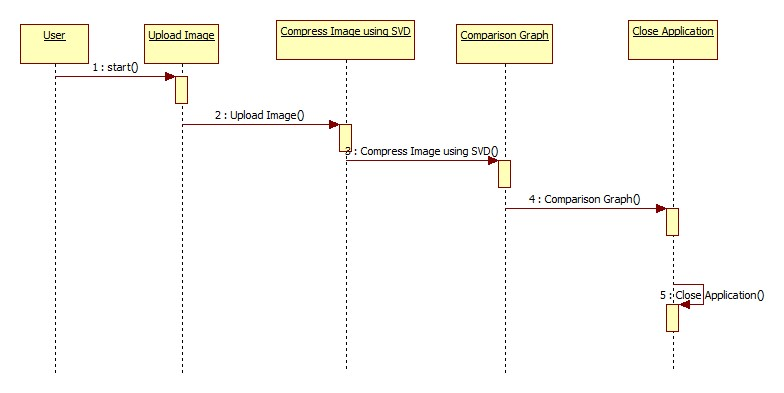 User
Upload Image
Compress Image using SVD
Comparison Graph
Close Application
1 : start()
2 : Upload Image()
3 : Compress Image using SVD()
4 : Comparison Graph()
5 : Close Application()